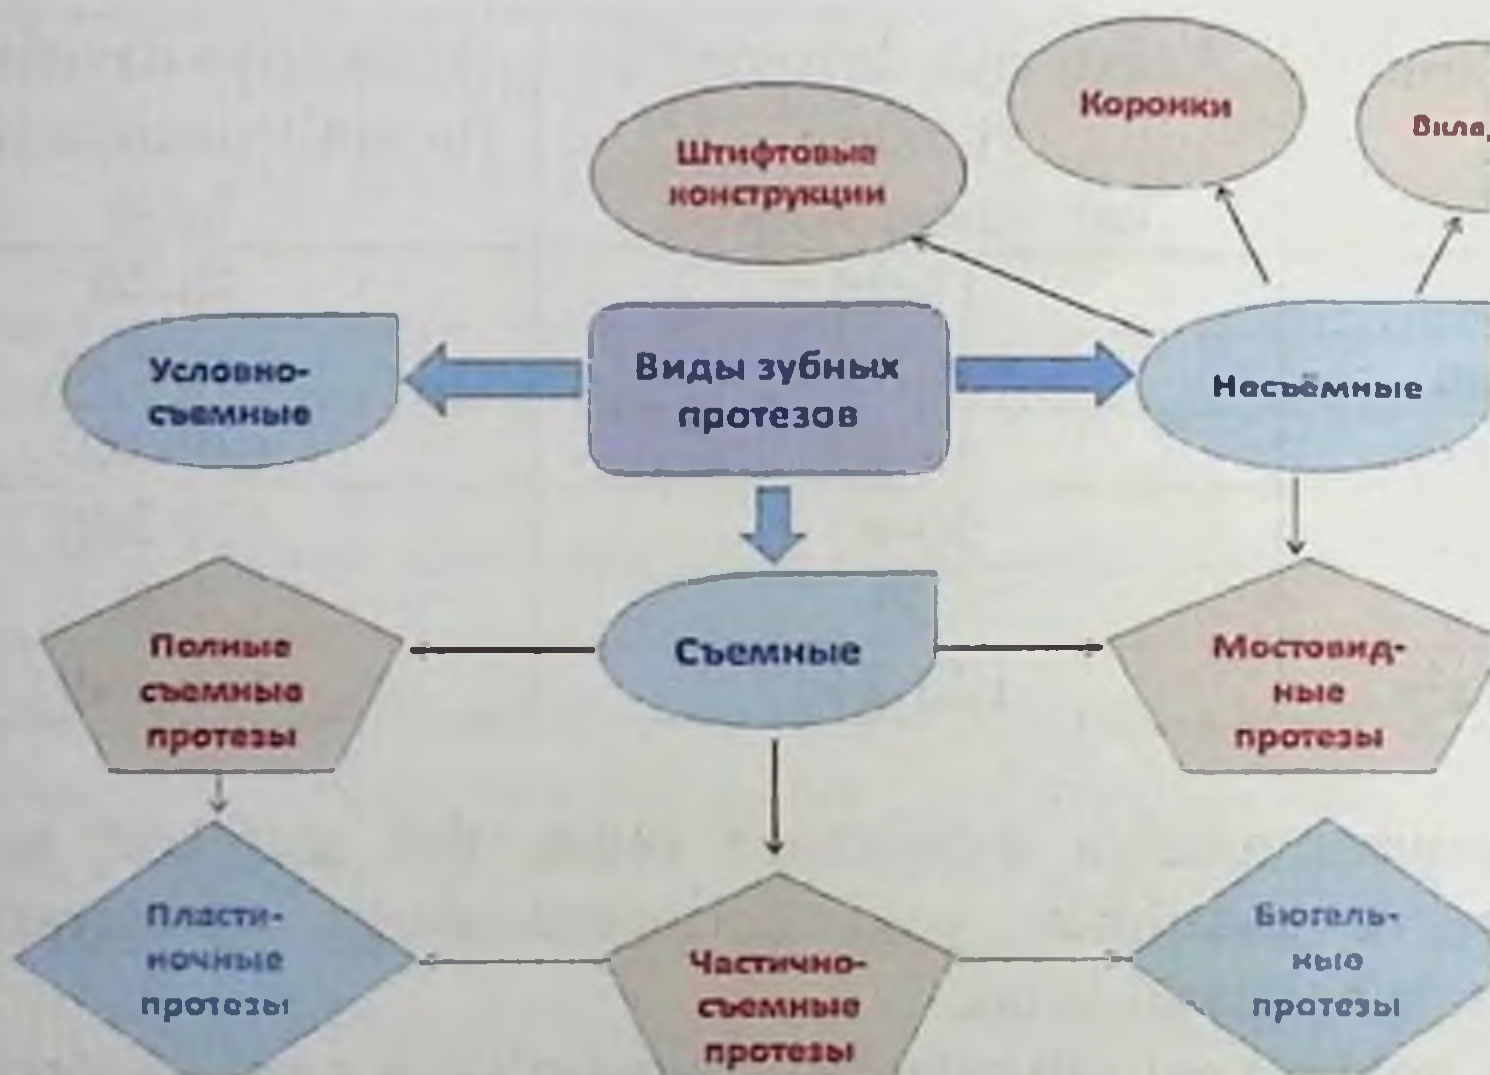 Коронки
Штифтовые
конструкции
Условно-
съемные
Виды зубных
протезов
Несъёмные
Полные
съемные
протезы
Съемные
Мостовид-
ные
протезы
Пласти-
ночные
протезы
Частично-
съемные
протезы
Бюгель-
ные
протезы